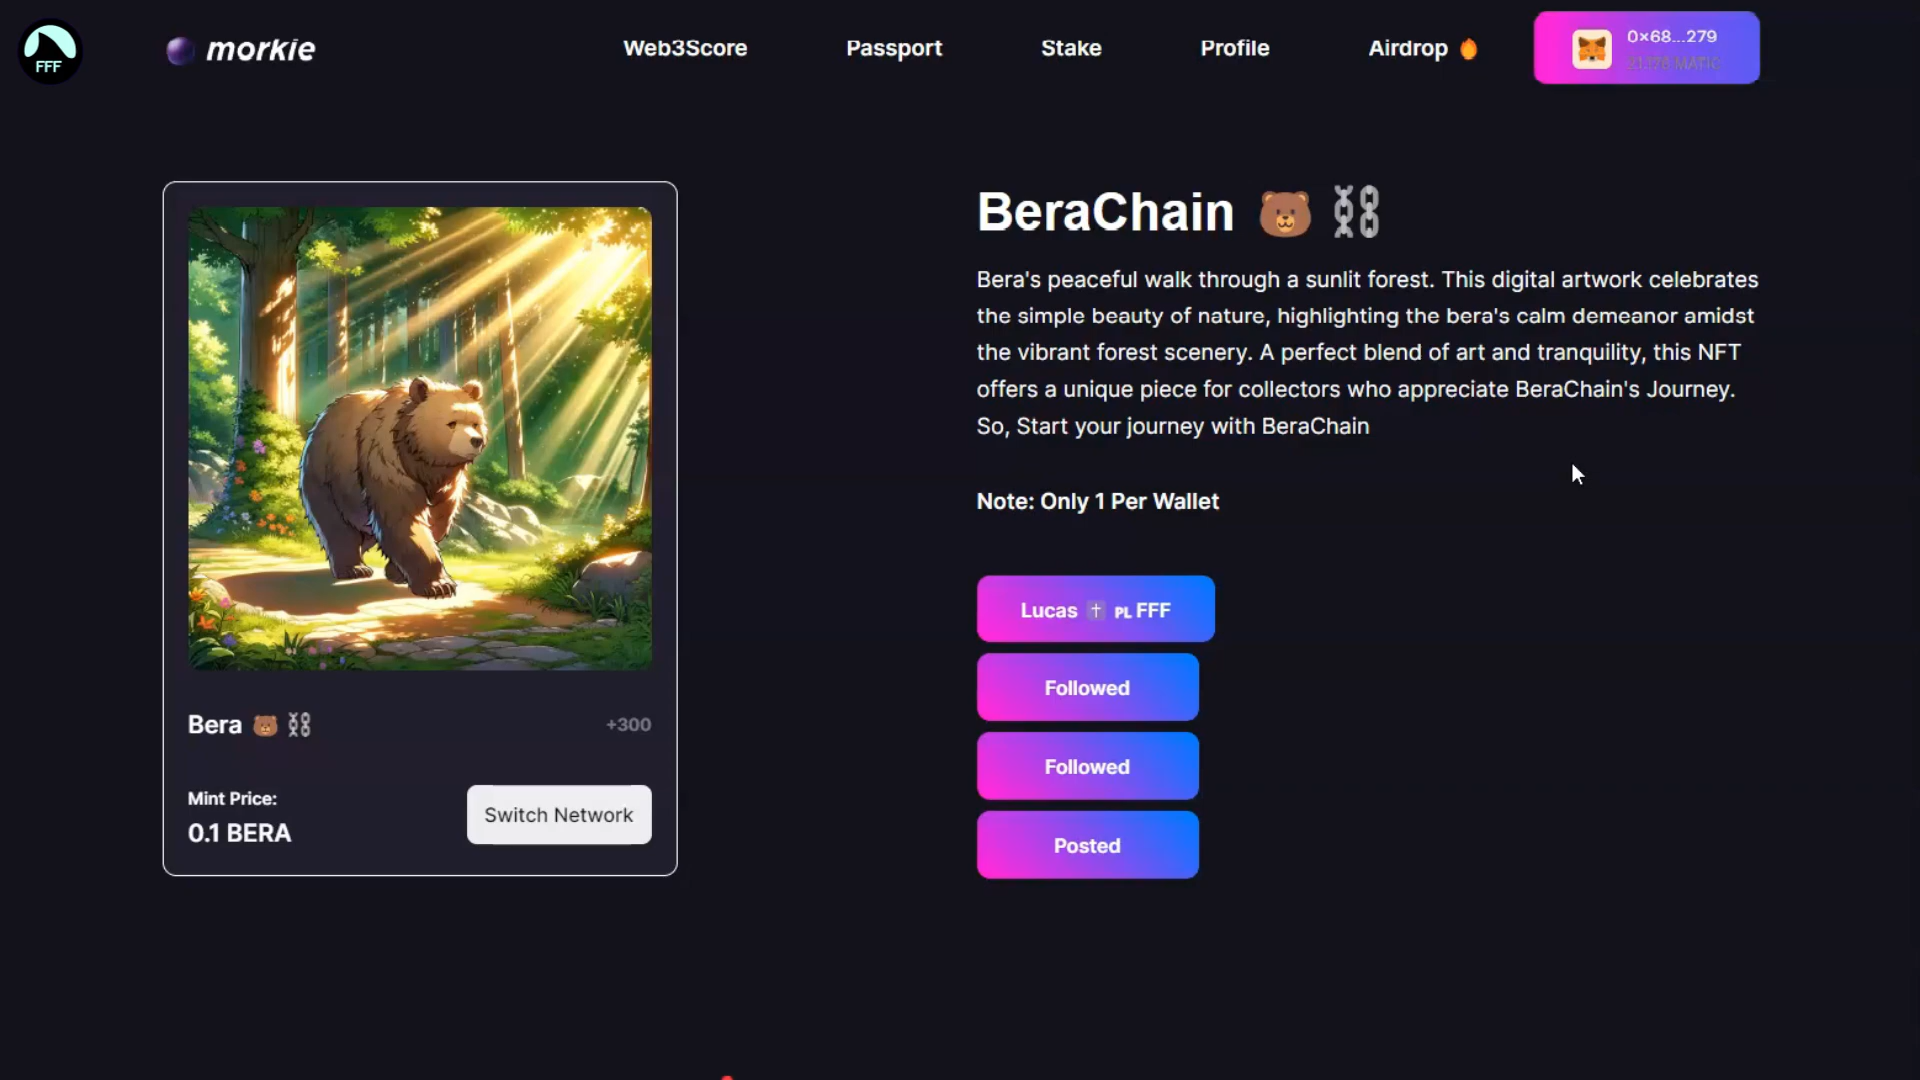 FFF
morkie
Web3Score
Passport
Stake
Profile
Airdrop
0x68...279
21.176 MATIC
BeraChain
Bera's peaceful walk through a sunlit forest. This digital artwork celebrates
the simple beauty of nature, highlighting the bera's calm demeanor amidst
the vibrant forest scenery. A perfect blend of art and tranquility, this NFT
offers a unique piece for collectors who appreciate BeraChain's Journey.
So, Start your journey with BeraChain
Note: Only 1 Per Wallet
Lucas ✝️ PL FFF
Followed
Followed
Posted
Bera
+300
Mint Price:
0.1 BERA
Switch Network